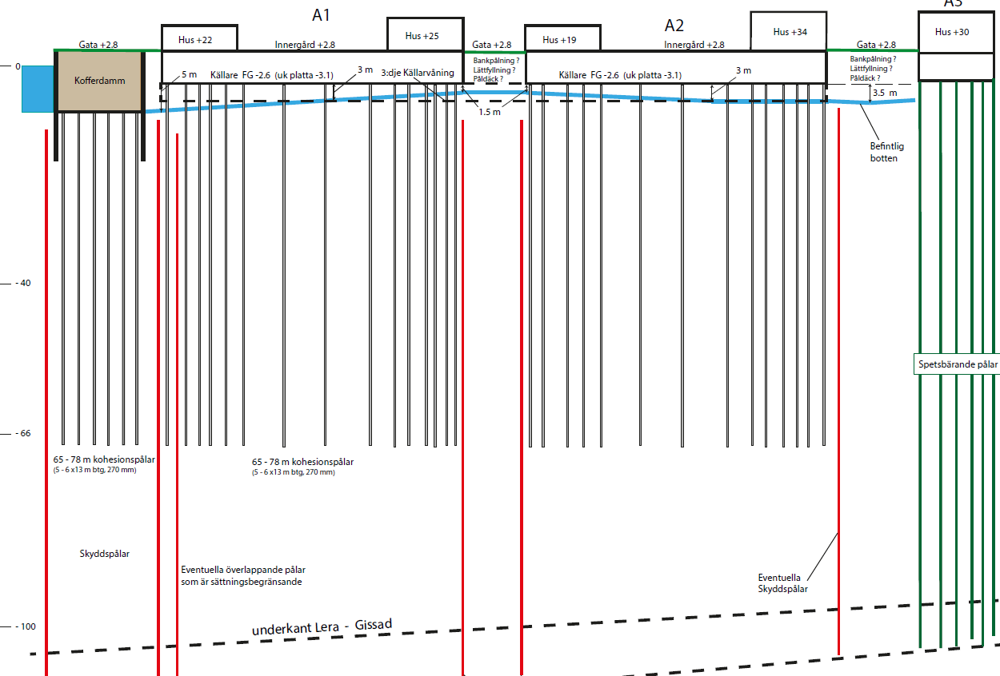 A1
A2
A3
Hus +22
Hus +25
Hus +19
Hus +34
Hus +30
Gata +2.8
Innergård +2.8
Gata +2.8
Innergård +2.8
Gata +2.8
0
Kofferdamm
5 m
Källare FG -2.6 (uk platta -3.1)
3 m
3:dje Källarvåning
Bankpålning ?
Lättfyllning ?
Påldäck ?
1.5 m
Källare FG -2.6 (uk platta -3.1)
3 m
Bankpålning ?
Lättfyllning ?
Påldäck ?
3.5 m
Befintlig
botten
- 40
Spetsbärande pålar
- 66
65 - 78 m kohesionspålar
(5 - 6 x13 m btg, 270 mm)
65 - 78 m kohesionspålar
(5 - 6 x13 m btg, 270 mm)
Skyddspålar
Eventuella överlappande pålar
som är sättningsbegränsande
Eventuella
Skyddspålar
- 100
underkant Lera - Gissad